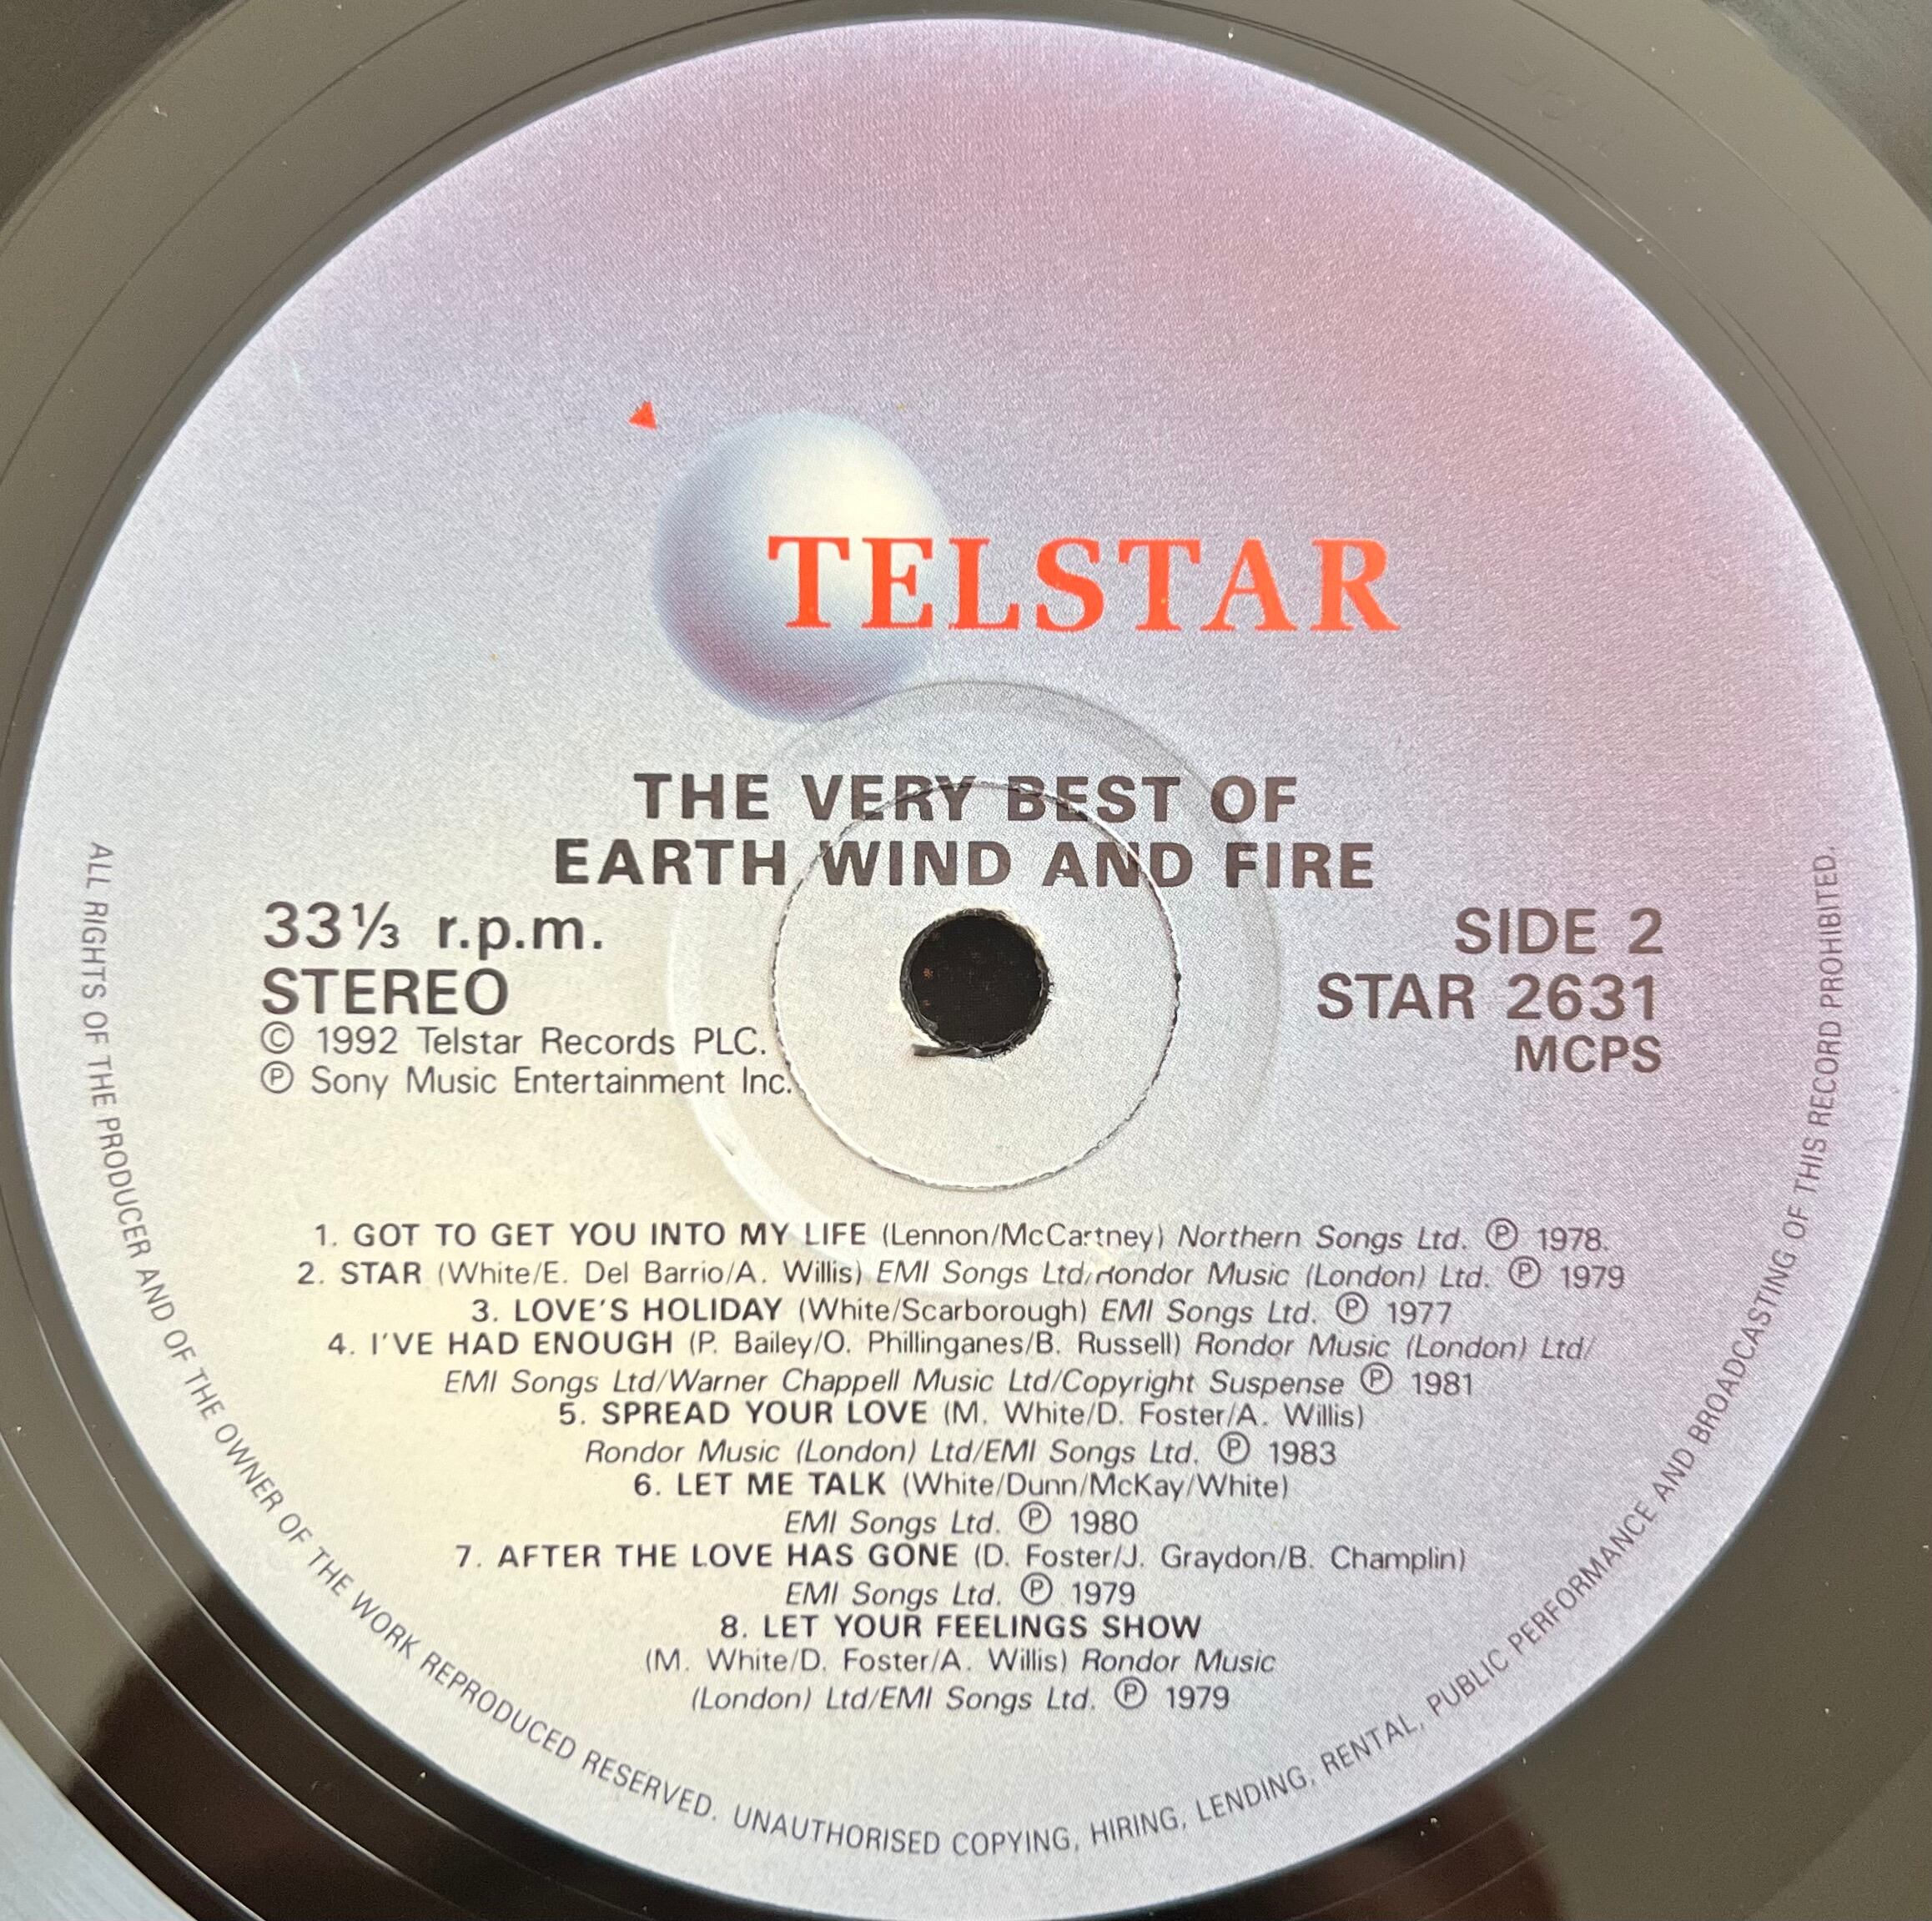 TELSTAR
THE VERY BEST OF
EARTH WIND AND FIRE
33⅓ r.p.m.
STEREO
© 1992 Telstar Records PLC.
℗ Sony Music Entertainment Inc.
SIDE 2
STAR 2631
MCPS
1. GOT TO GET YOU INTO MY LIFE (Lennon/McCartney) Northern Songs Ltd. ℗ 1978.
2. STAR (White/E. Del Barrio/A. Willis) EMI Songs Ltd/Rondor Music (London) Ltd. ℗ 1979
3. LOVE'S HOLIDAY (White/Scarborough) EMI Songs Ltd. ℗ 1977
4. I'VE HAD ENOUGH (P. Bailey/O. Phillinganes/B. Russell) Rondor Music (London) Ltd/
EMI Songs Ltd/Warner Chappell Music Ltd/Copyright Suspense ℗ 1981
5. SPREAD YOUR LOVE (M. White/D. Foster/A. Willis)
Rondor Music (London) Ltd/EMI Songs Ltd. ℗ 1983
6. LET ME TALK (White/Dunn/McKay/White)
EMI Songs Ltd. ℗ 1980
7. AFTER THE LOVE HAS GONE (D. Foster/J. Graydon/B. Champlin)
EMI Songs Ltd. ℗ 1979
8. LET YOUR FEELINGS SHOW
(M. White/D. Foster/A. Willis) Rondor Music
(London) Ltd/EMI Songs Ltd. ℗ 1979
ALL RIGHTS OF THE PRODUCER AND OF THE OWNER OF THE WORK REPRODUCED RESERVED. UNAUTHORISED COPYING, HIRING, LENDING, RENTAL, PUBLIC PERFORMANCE AND BROADCASTING OF THIS RECORD PROHIBITED.